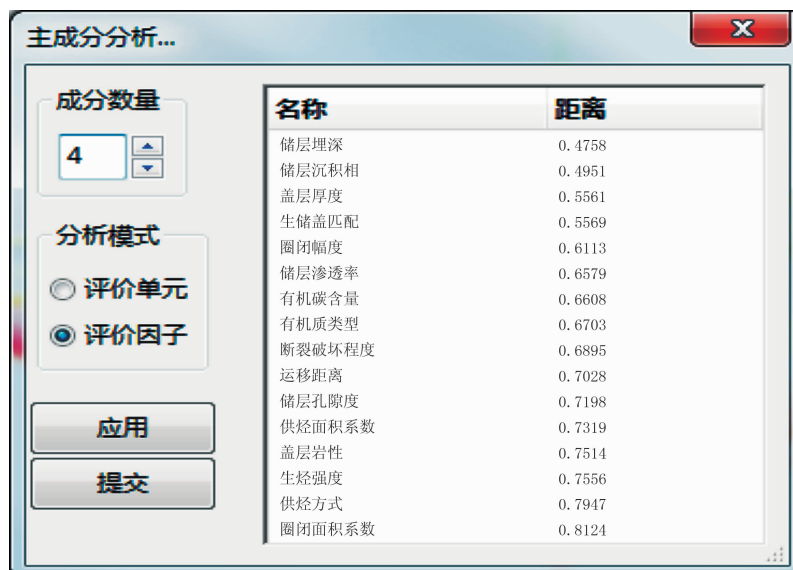 主成分分析...
成分数量
4
分析模式
评价单元
评价因子
应用
提交
名称 距离
储层埋深 0.4758
储层沉积相 0.4951
盖层厚度 0.5561
生储盖匹配 0.5569
圈闭幅度 0.6113
储层渗透率 0.6579
有机碳含量 0.6608
有机质类型 0.6703
断裂破坏程度 0.6895
运移距离 0.7028
储层孔隙度 0.7198
供烃面积系数 0.7319
盖层岩性 0.7514
生烃强度 0.7556
供烃方式 0.7947
圈闭面积系数 0.8124